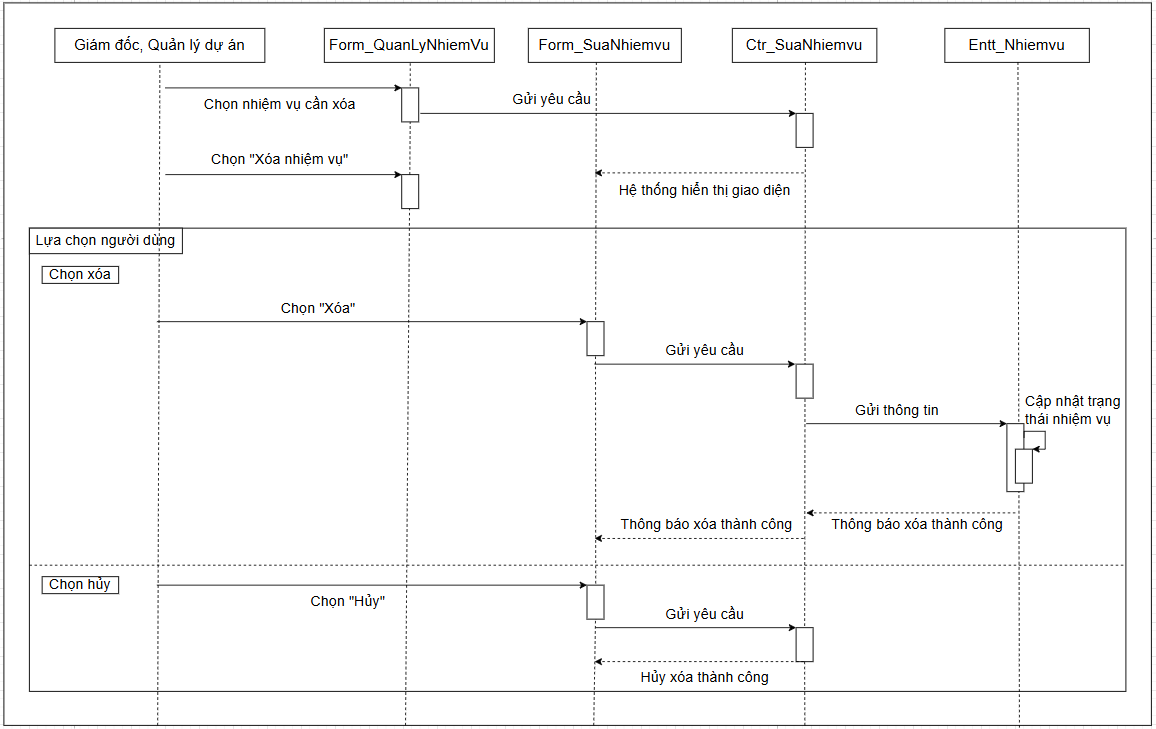 Giám đốc, Quản lý dự án
Form_QuanLyNhiemVu
Form_SuaNhiemvu
Ctr_SuaNhiemvu
Entt_Nhiemvu
Chọn nhiệm vụ cần xóa
Gửi yêu cầu
Chọn "Xóa nhiệm vụ"
Hệ thống hiển thị giao diện
Lựa chọn người dùng
Chọn xóa
Chọn "Xóa"
Gửi yêu cầu
Gửi thông tin
Cập nhật trạng
thái nhiệm vụ
Thông báo xóa thành công
Thông báo xóa thành công
Chọn hủy
Chọn "Hủy"
Gửi yêu cầu
Hủy xóa thành công